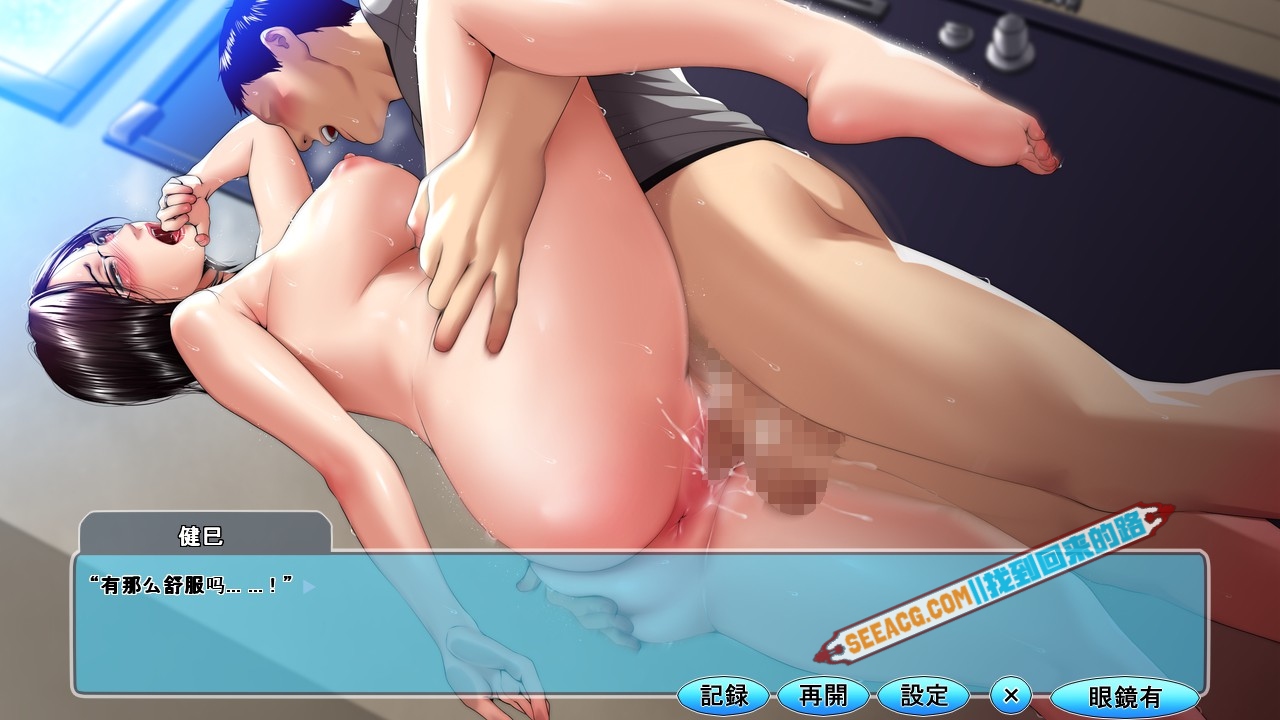 健巳
“有那么舒服吗... ...！”
SEEACG.COM||找到回来的路
記録
再開
設定
×
眼鏡有